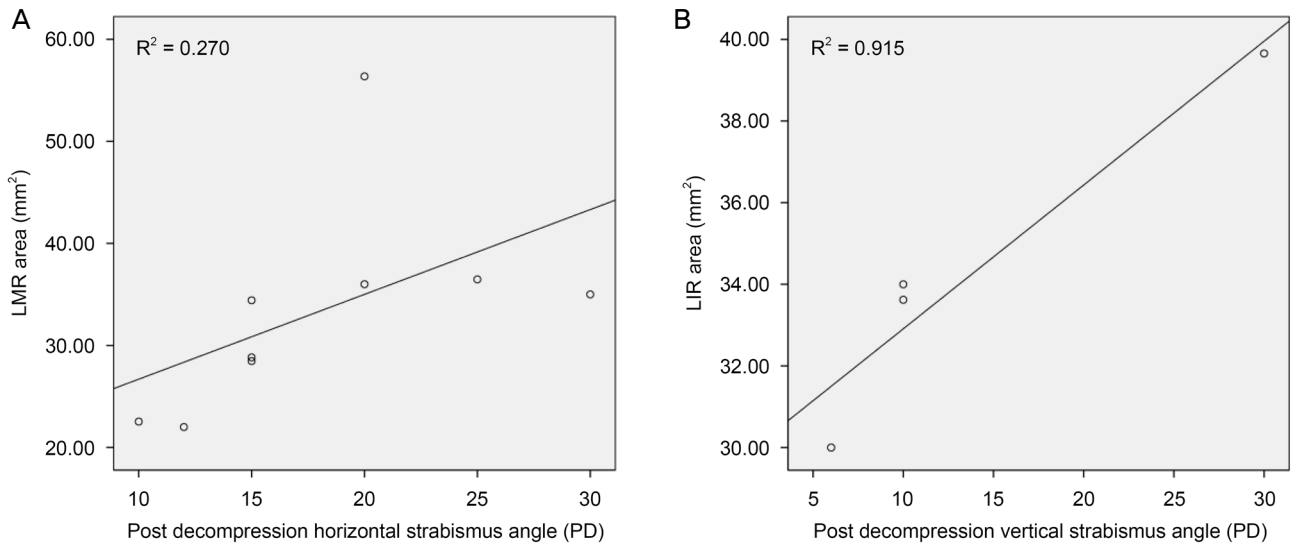 A
R² = 0.270
LMR area (mm²)
60.00
50.00
40.00
30.00
20.00
10 15 20 25 30
Post decompression horizontal strabismus angle (PD)
B
R² = 0.915
LIR area (mm²)
40.00
38.00
36.00
34.00
32.00
30.00
5 10 15 20 25 30
Post decompression vertical strabismus angle (PD)